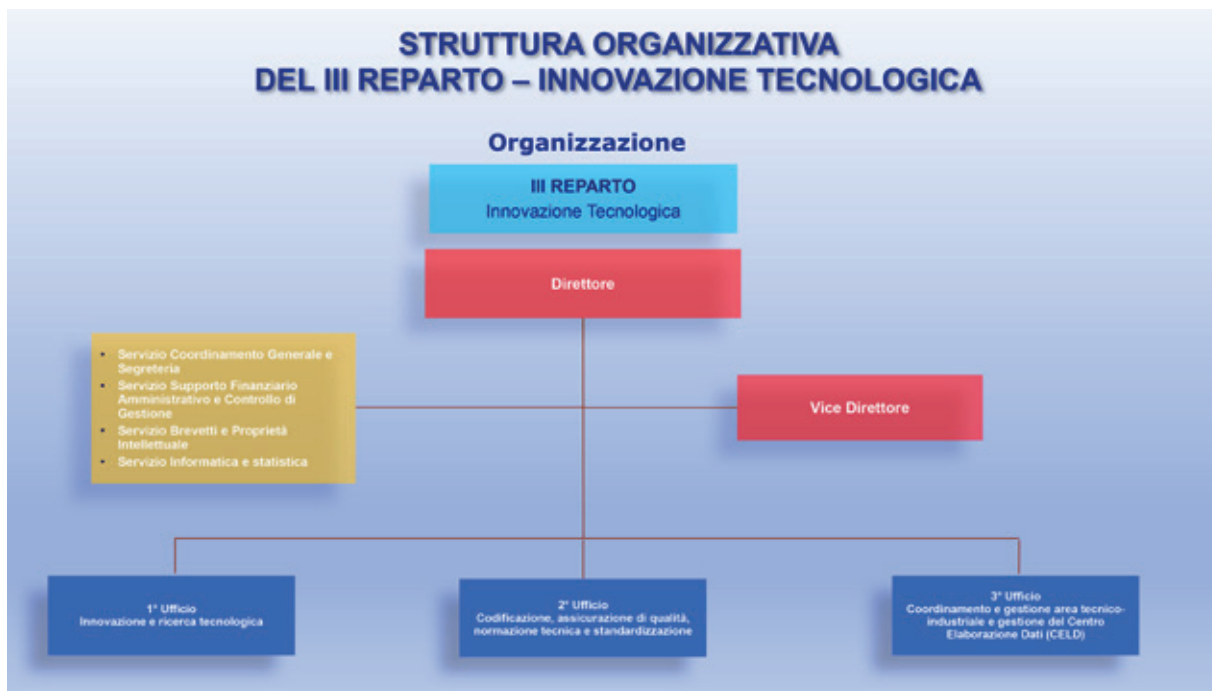 STRUTTURA ORGANIZZATIVA
DEL III REPARTO – INNOVAZIONE TECNOLOGICA
Organizzazione
III REPARTO
Innovazione Tecnologica
Direttore
• Servizio Coordinamento Generale e
Segreteria
• Servizio Supporto Finanziario
Amministrativo e Controllo di
Gestione
• Servizio Brevetti e Proprietà
Intellettuale
• Servizio Informatica e statistica
Vice Direttore
1° Ufficio
Innovazione e ricerca tecnologica
2° Ufficio
Codificazione, assicurazione di qualità,
normazione tecnica e standardizzazione
3° Ufficio
Coordinamento e gestione area tecnico-
industriale e gestione del Centro
Elaborazione Dati (CELD)